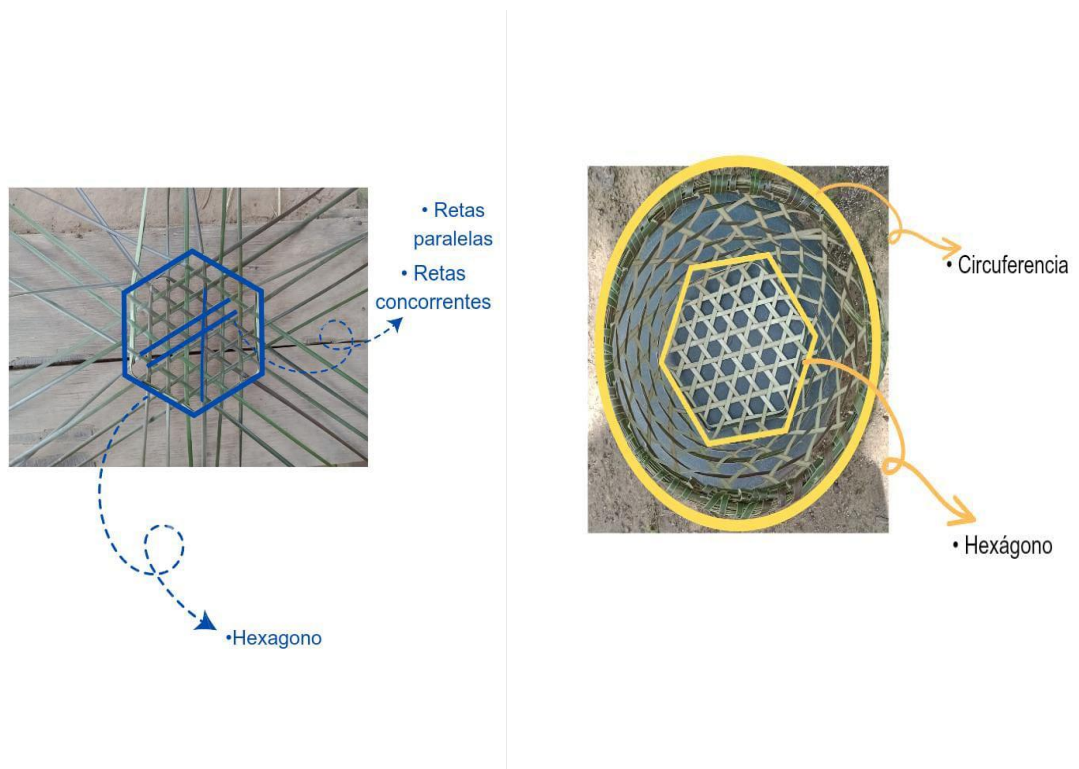 • Retas
paralelas
• Retas
concorrentes
•Hexagono
• Circuferencia
• Hexágono